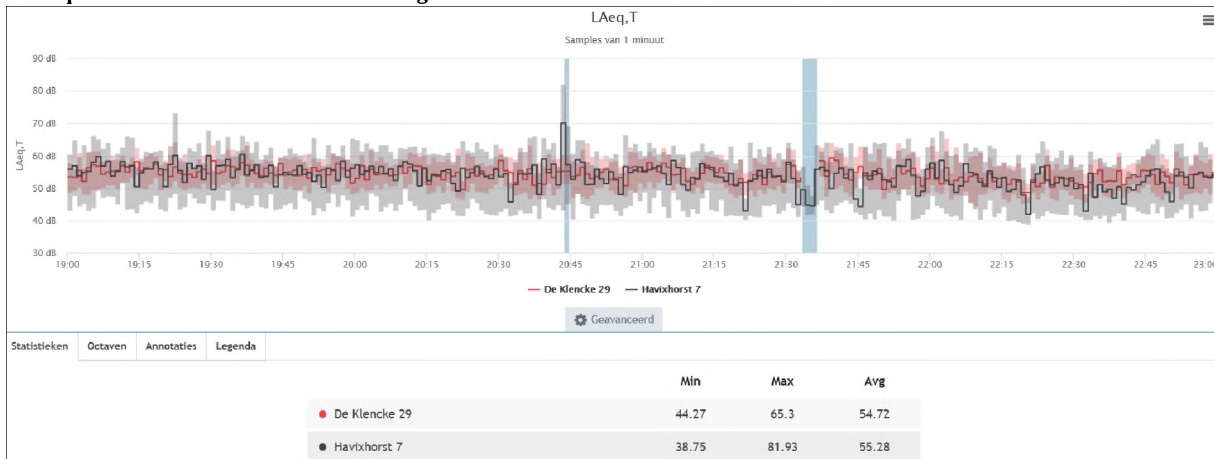 LAeq,T
Samples van 1 minuut
90 dB
80 dB
70 dB
60 dB
50 dB
40 dB
30 dB
LAeq,T
19:00 19:15 19:30 19:45 20:00 20:15 20:30 20:45 21:00 21:15 21:30 21:45 22:00 22:15 22:30 22:45 23:00
De Klencke 29 Havixhorst 7
Geavanceerd
Statistieken Octaven Annotaties Legenda
Min Max Avg
De Klencke 29 44.27 65.3 54.72
Havixhorst 7 38.75 81.93 55.28